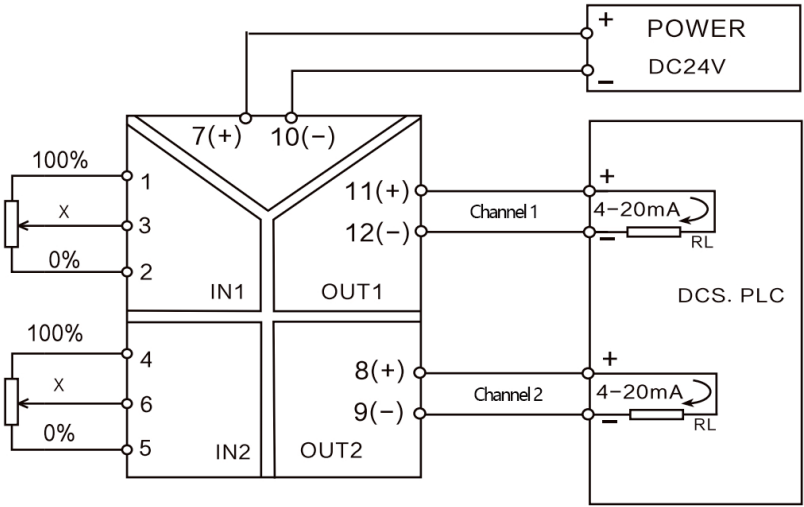 +
POWER
DC24V
−
7(+) 10(−)
100%
1
X
3
0%
2
IN1
11(+)
12(−)
OUT1
Channel 1
+
4−20mA
−
RL
DCS. PLC
100%
4
X
6
0%
5
IN2
8(+)
9(−)
OUT2
Channel 2
+
4−20mA
−
RL